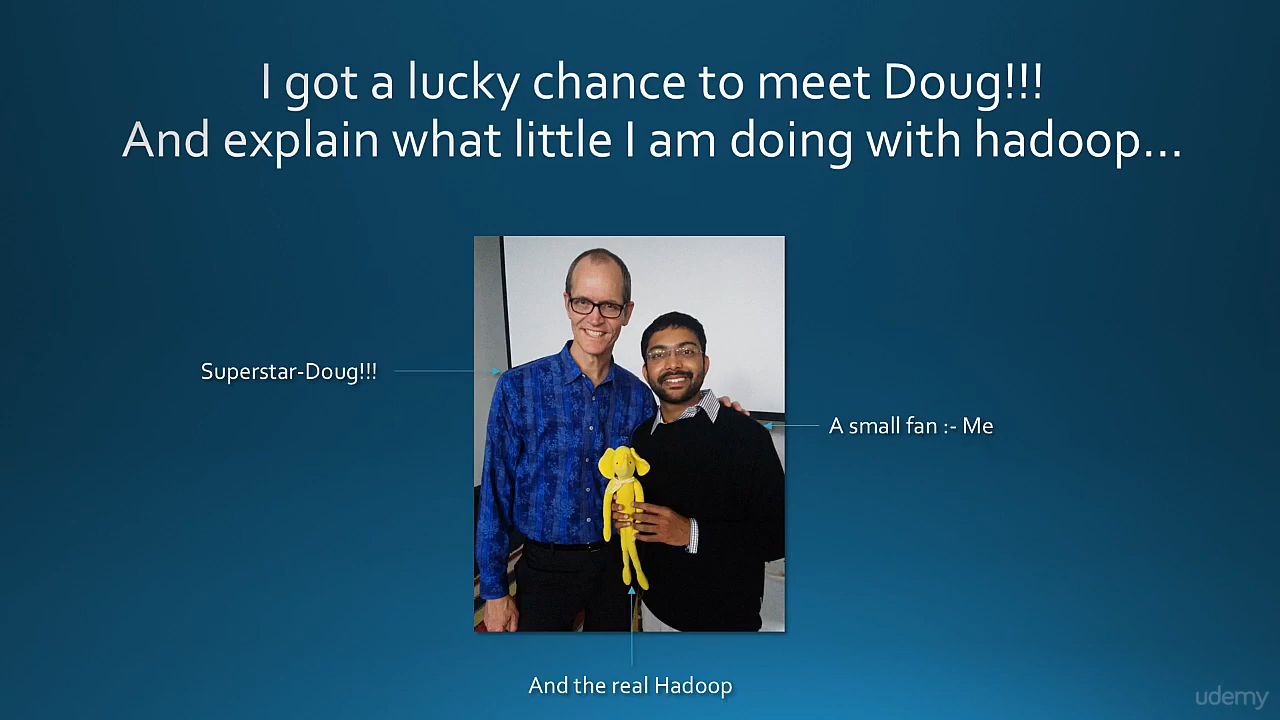 I got a lucky chance to meet Doug!!!
And explain what little I am doing with hadoop...
Superstar-Doug!!!
A small fan :- Me
And the real Hadoop
udemy